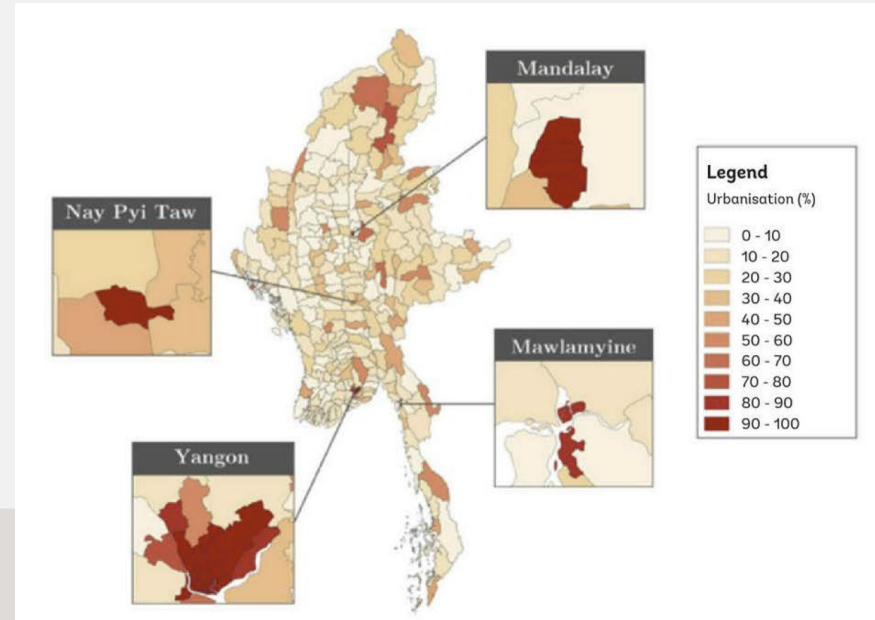 Mandalay
Nay Pyi Taw
Mawlamyine
Yangon
Legend
Urbanisation (%)
0 - 10
10 - 20
20 - 30
30 - 40
40 - 50
50 - 60
60 - 70
70 - 80
80 - 90
90 - 100